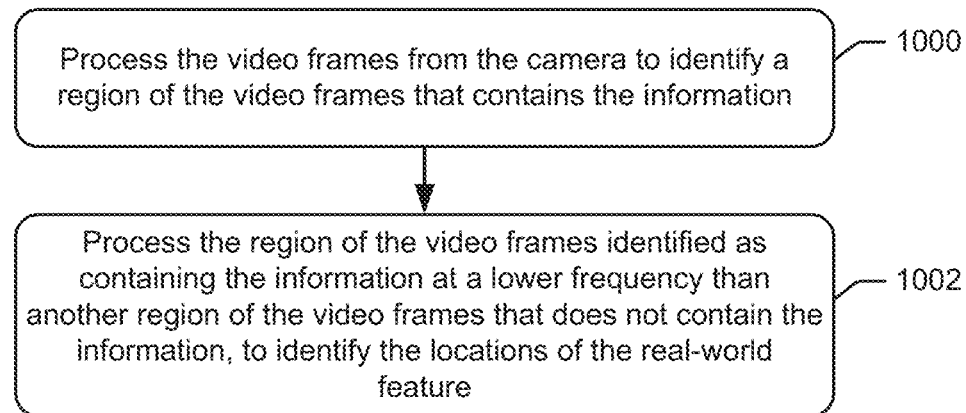 Process the video frames from the camera to identify a
region of the video frames that contains the information
1000
Process the region of the video frames identified as
containing the information at a lower frequency than
another region of the video frames that does not contain the
information, to identify the locations of the real-world
feature
1002